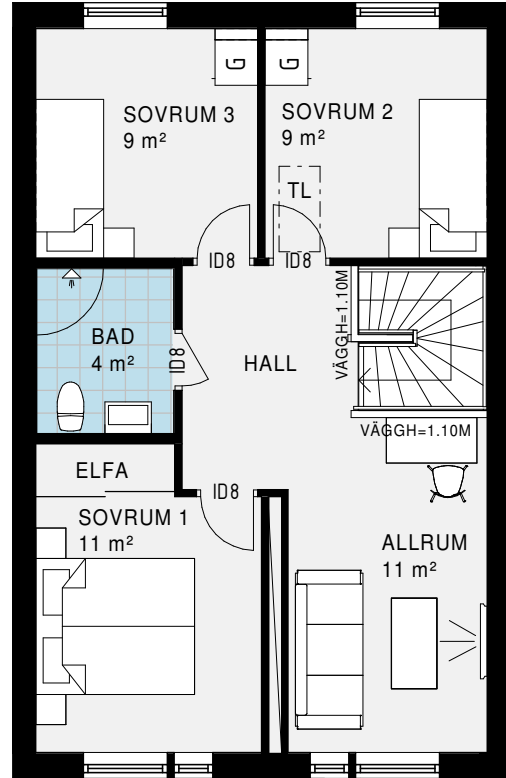 G
G
SOVRUM 3
9 m²
SOVRUM 2
9 m²
TL
ID8
ID8
BAD
4 m²
ID8
HALL
VÄGGH=1.10M
VÄGGH=1.10M
ELFA
ID8
SOVRUM 1
11 m²
ALLRUM
11 m²